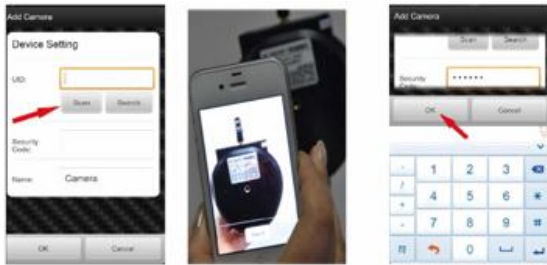 Add Camera
Device Setting
UID:
Scan
Search
Security
Code:
Name:
Camera
OK
Cancel
Add Camera
Scan
Search
Security
Code:
••••••
OK
Cancel
1
2
3
4
5
6
*
7
8
9
#
0